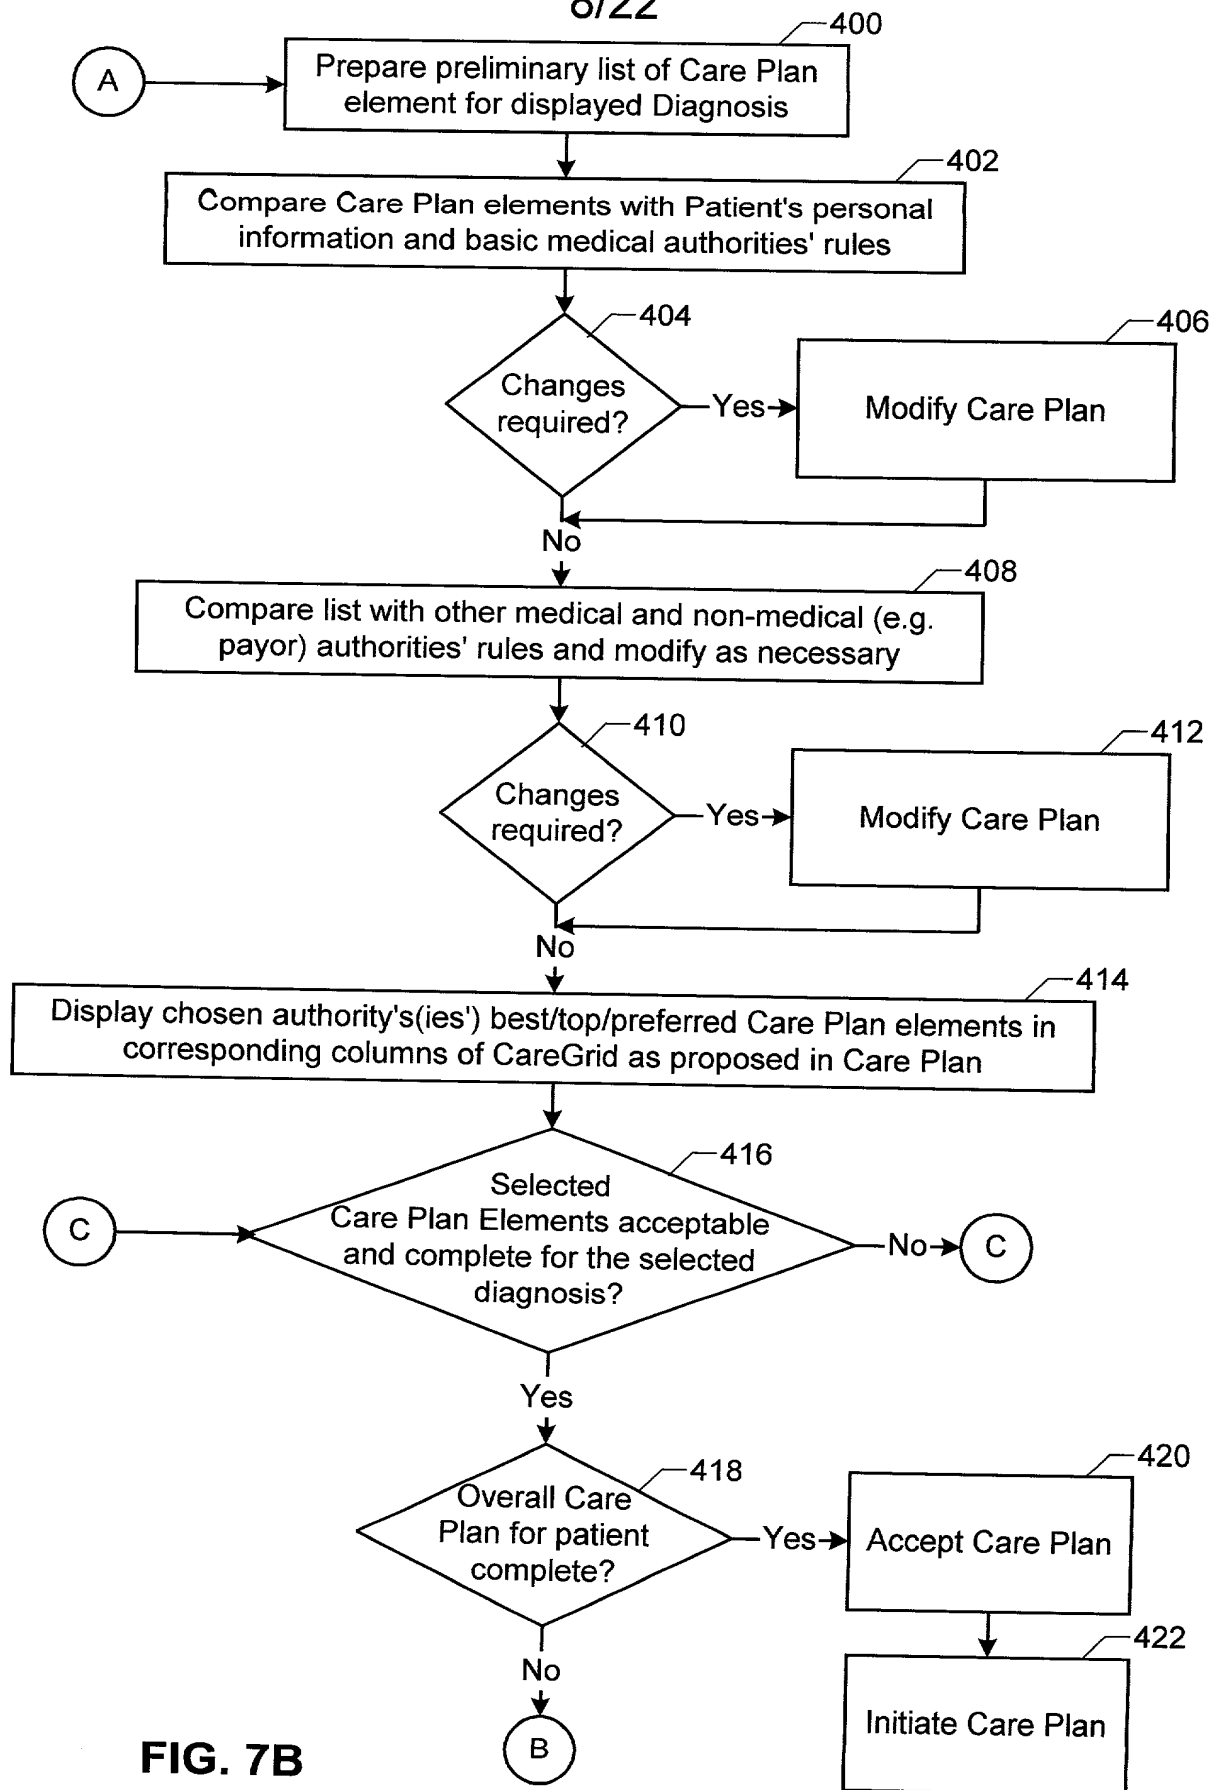 8/22
400
A
Prepare preliminary list of Care Plan
element for displayed Diagnosis
402
Compare Care Plan elements with Patient's personal
information and basic medical authorities' rules
404
406
Changes
required?
Yes
Modify Care Plan
No
408
Compare list with other medical and non-medical (e.g.
payor) authorities' rules and modify as necessary
410
412
Changes
required?
Yes
Modify Care Plan
No
414
Display chosen authority's(ies') best/top/preferred Care Plan elements in
corresponding columns of CareGrid as proposed in Care Plan
416
C
Selected
Care Plan Elements acceptable
and complete for the selected
diagnosis?
No
C
Yes
418
420
Overall Care
Plan for patient
complete?
Yes
Accept Care Plan
422
No
Initiate Care Plan
B
FIG. 7B